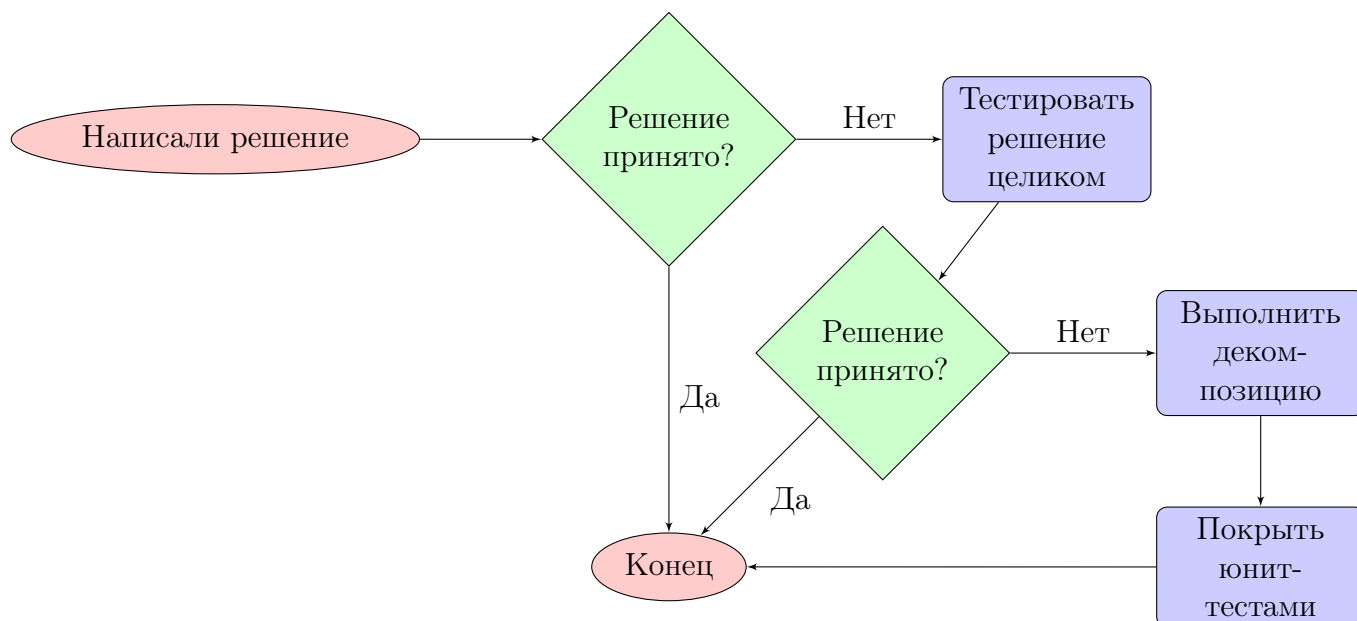 Написали решение
Решение
принято?
Нет
Тестировать
решение
целиком
Решение
принято?
Нет
Выполнить
деком-
позицию
Да
Да
Конец
Покрыть
юнит-
тестами